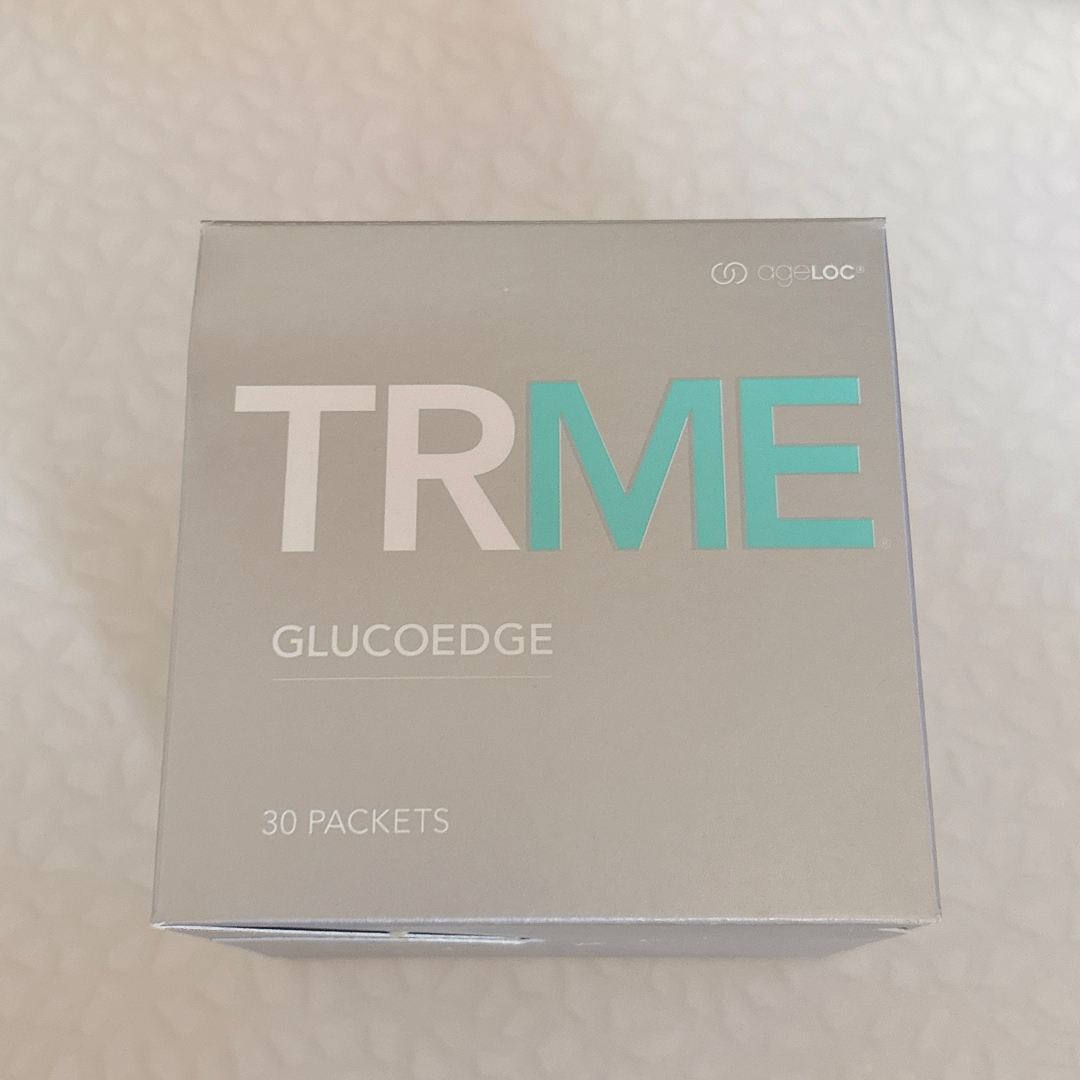 ageLOC®
TRME®
GLUCOEDGE
30 PACKETS